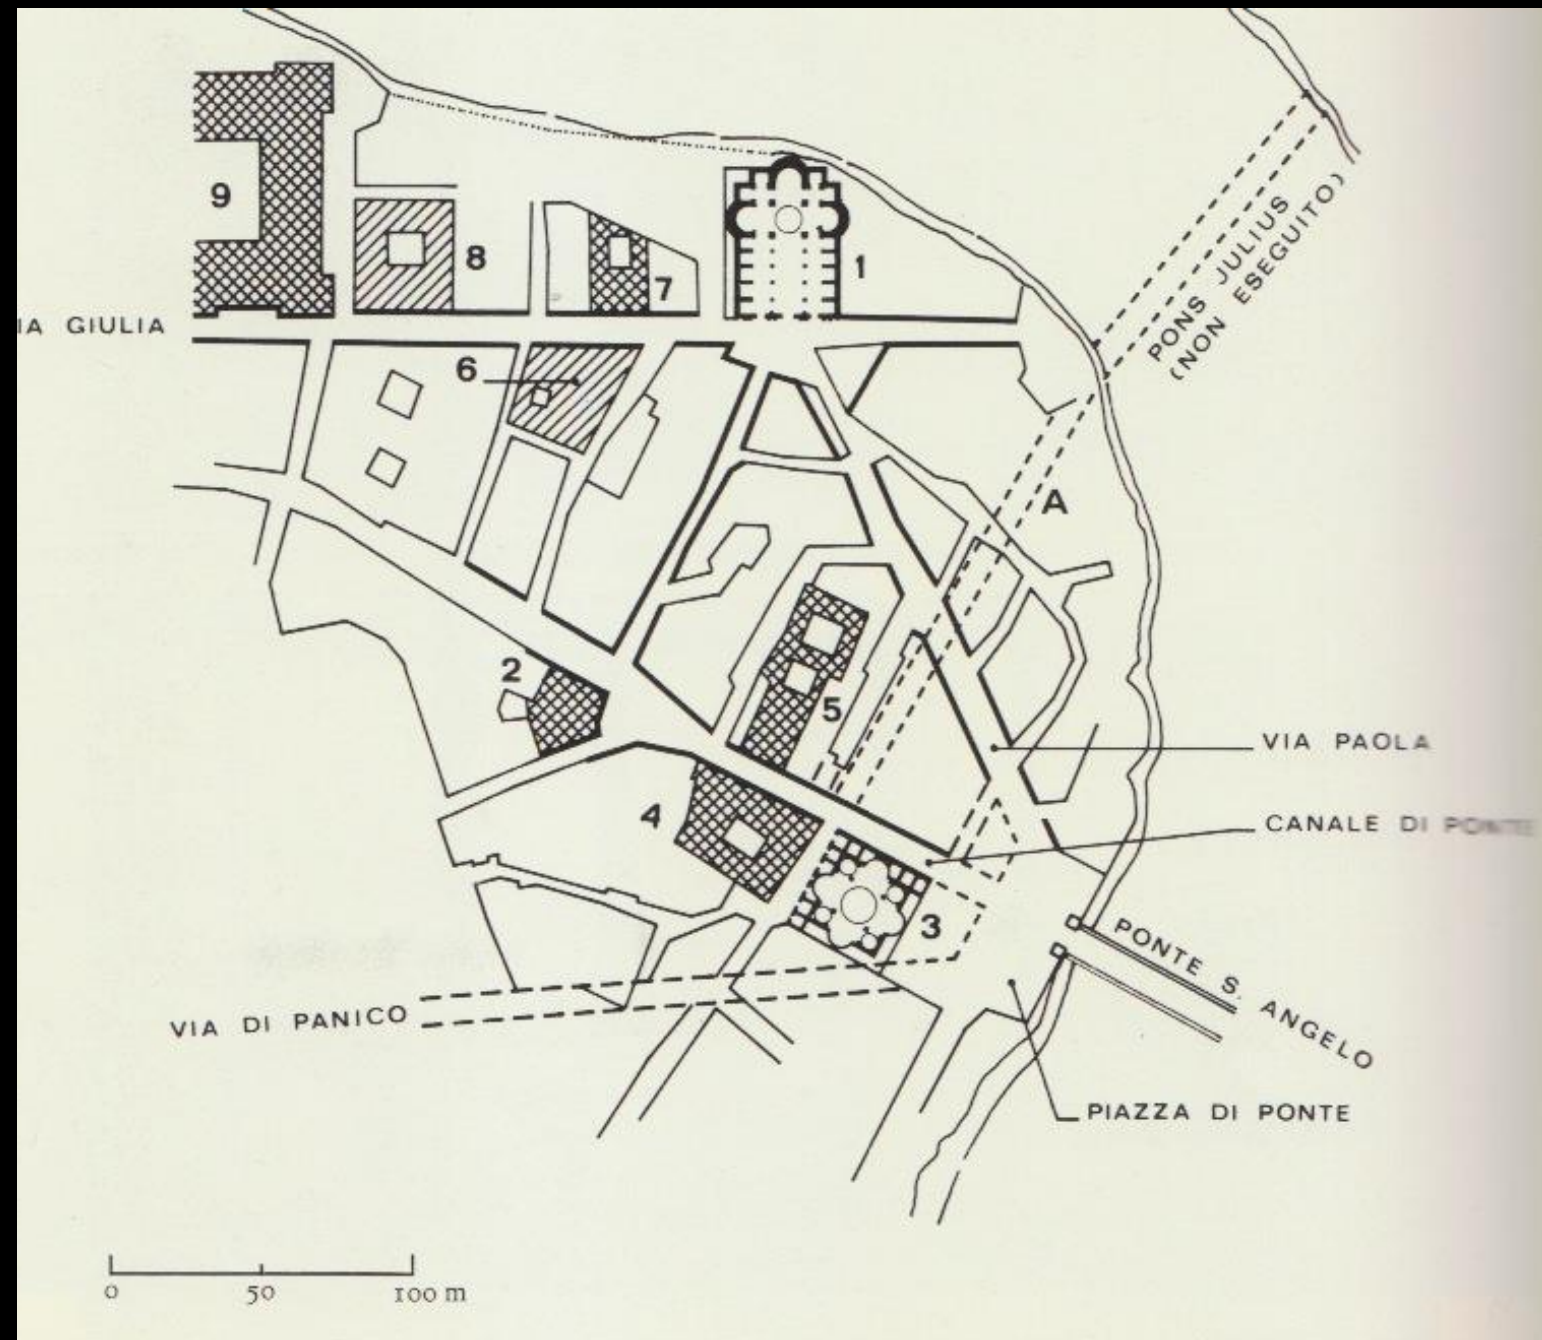 9
8
7
1
PONS JULIUS
(NON ESEGUITO)
IA GIULIA
6
A
2
5
VIA PAOLA
4
CANALE DI PONTE
3
PONTE S. ANGELO
VIA DI PANICO
PIAZZA DI PONTE
0 50 100 m